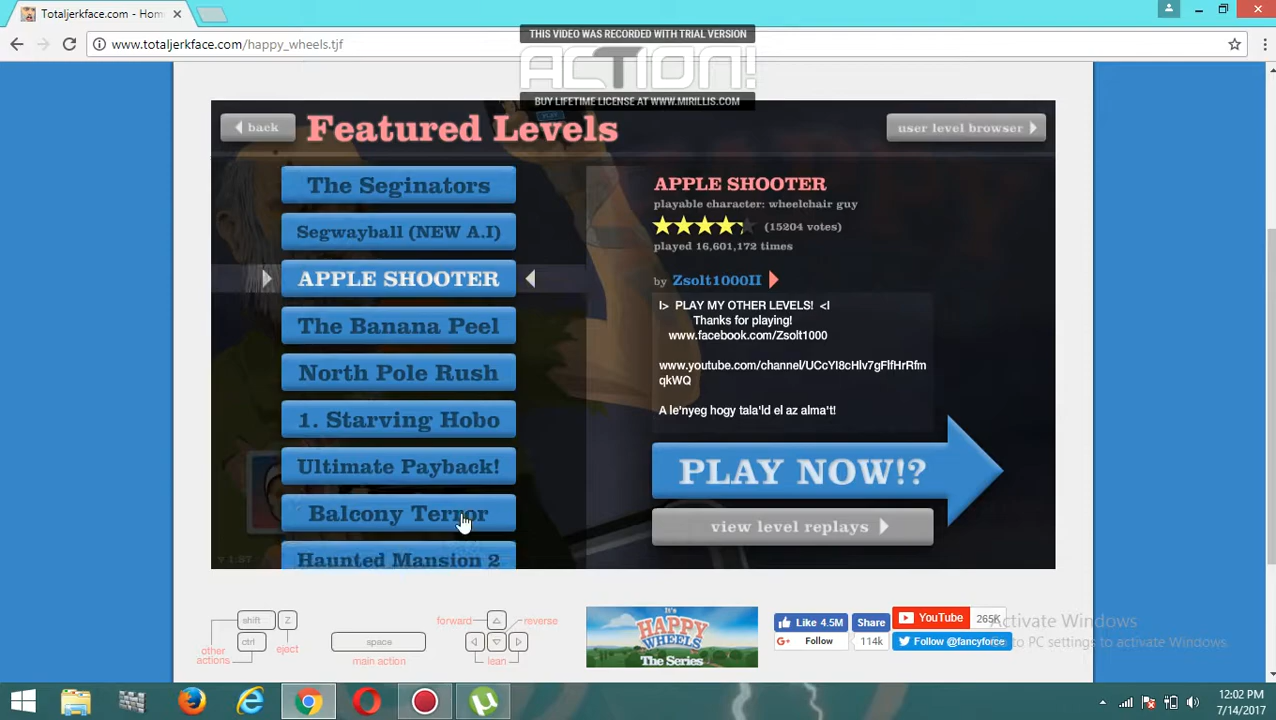 Totaljerkface.com - Hom
www.totaljerkface.com/happy_wheels.tjf
THIS VIDEO WAS RECORDED WITH TRIAL VERSION
ACTION!
BUY LIFETIME LICENSE AT WWW.MIRILLIS.COM
back
Featured Levels
user level browser
The Seginators
Segwayball (NEW A.I)
APPLE SHOOTER
The Banana Peel
North Pole Rush
1. Starving Hobo
Ultimate Payback!
Balcony Terror
Haunted Mansion 2
v 1.87
APPLE SHOOTER
playable character: wheelchair guy
(15204 votes)
played 16,601,172 times
by Zsolt1000II
I> PLAY MY OTHER LEVELS! <I
Thanks for playing!
www.facebook.com/Zsolt1000
www.youtube.com/channel/UCcYI8cHlv7gFlfHrRfm
qkWQ
A le'nyeg hogy tala'ld el az alma't!
PLAY NOW!?
view level replays
shift Z
ctrl
eject
other
actions
space
main action
forward
reverse
lean
It's
HAPPY
WHEELS
The Series
Like 4.5M Share
YouTube 265K
G+ Follow 114k
Follow @fancyforce
Activate Windows
Go to PC settings to activate Windows.
12:02 PM
7/14/2017